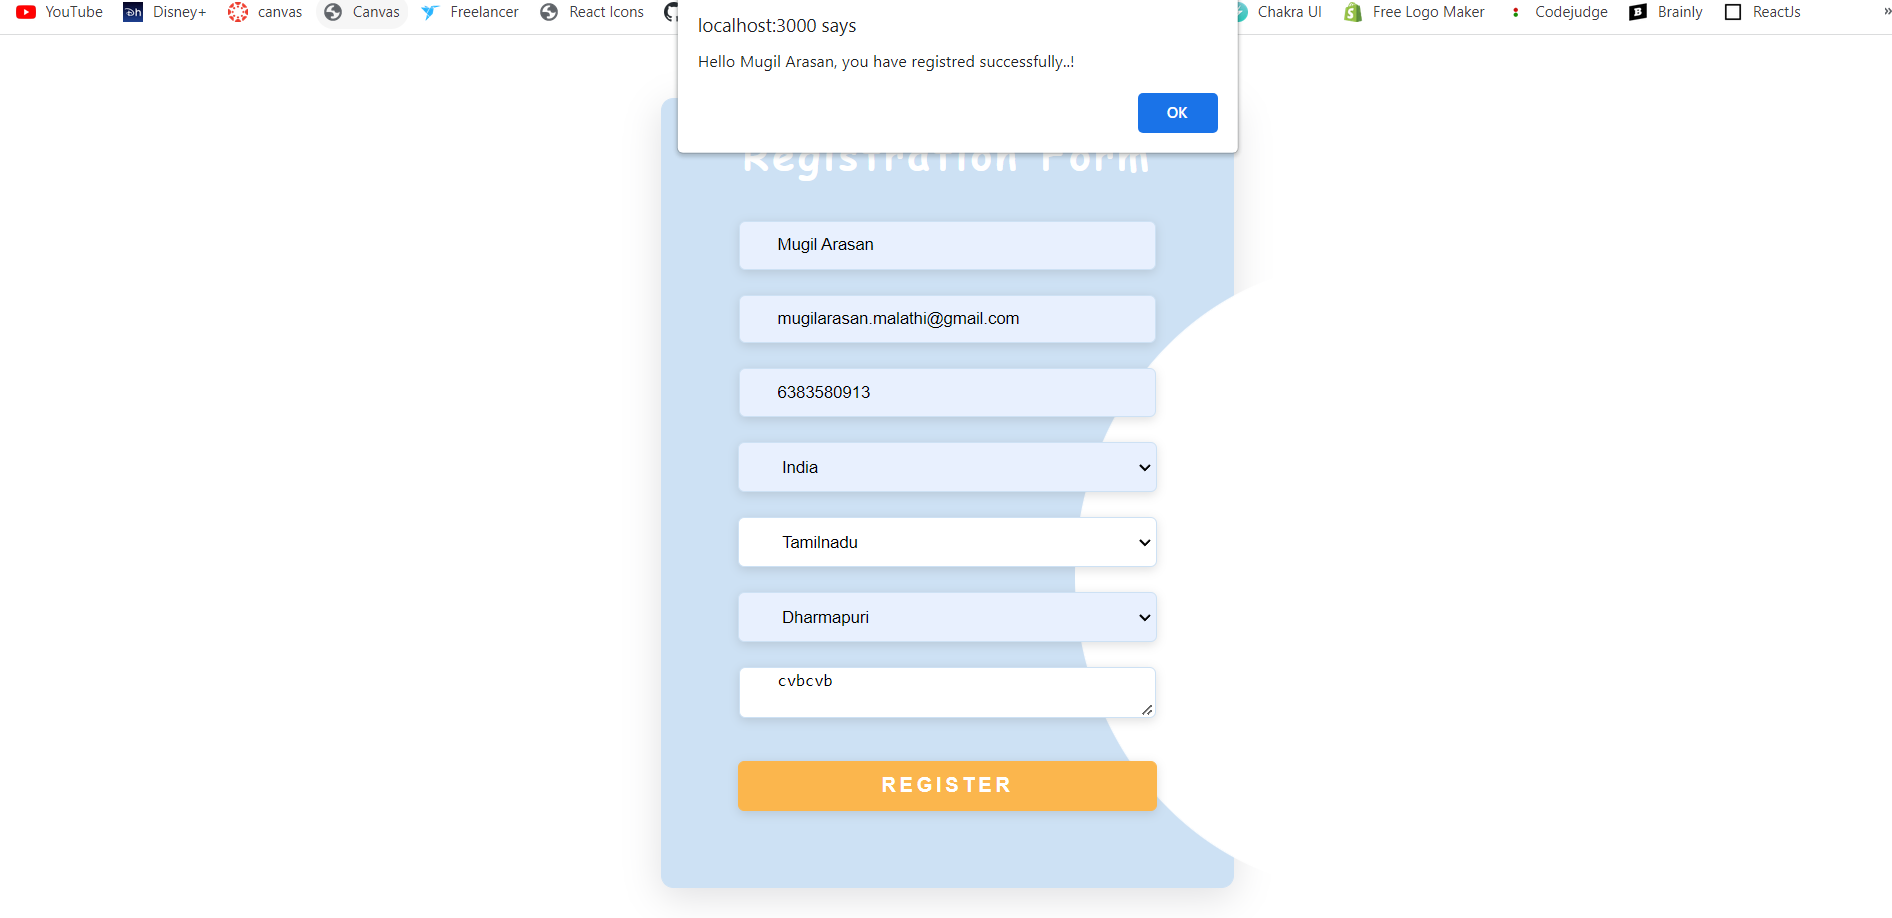 YouTube Disney+ canvas Canvas Freelancer React Icons Chakra UI Free Logo Maker Codejudge Brainly ReactJs »
localhost:3000 says
Hello Mugil Arasan, you have registred successfully..!
OK
Registration Form
Mugil Arasan
mugilarasan.malathi@gmail.com
6383580913
India
Tamilnadu
Dharmapuri
cvbcvb
REGISTER